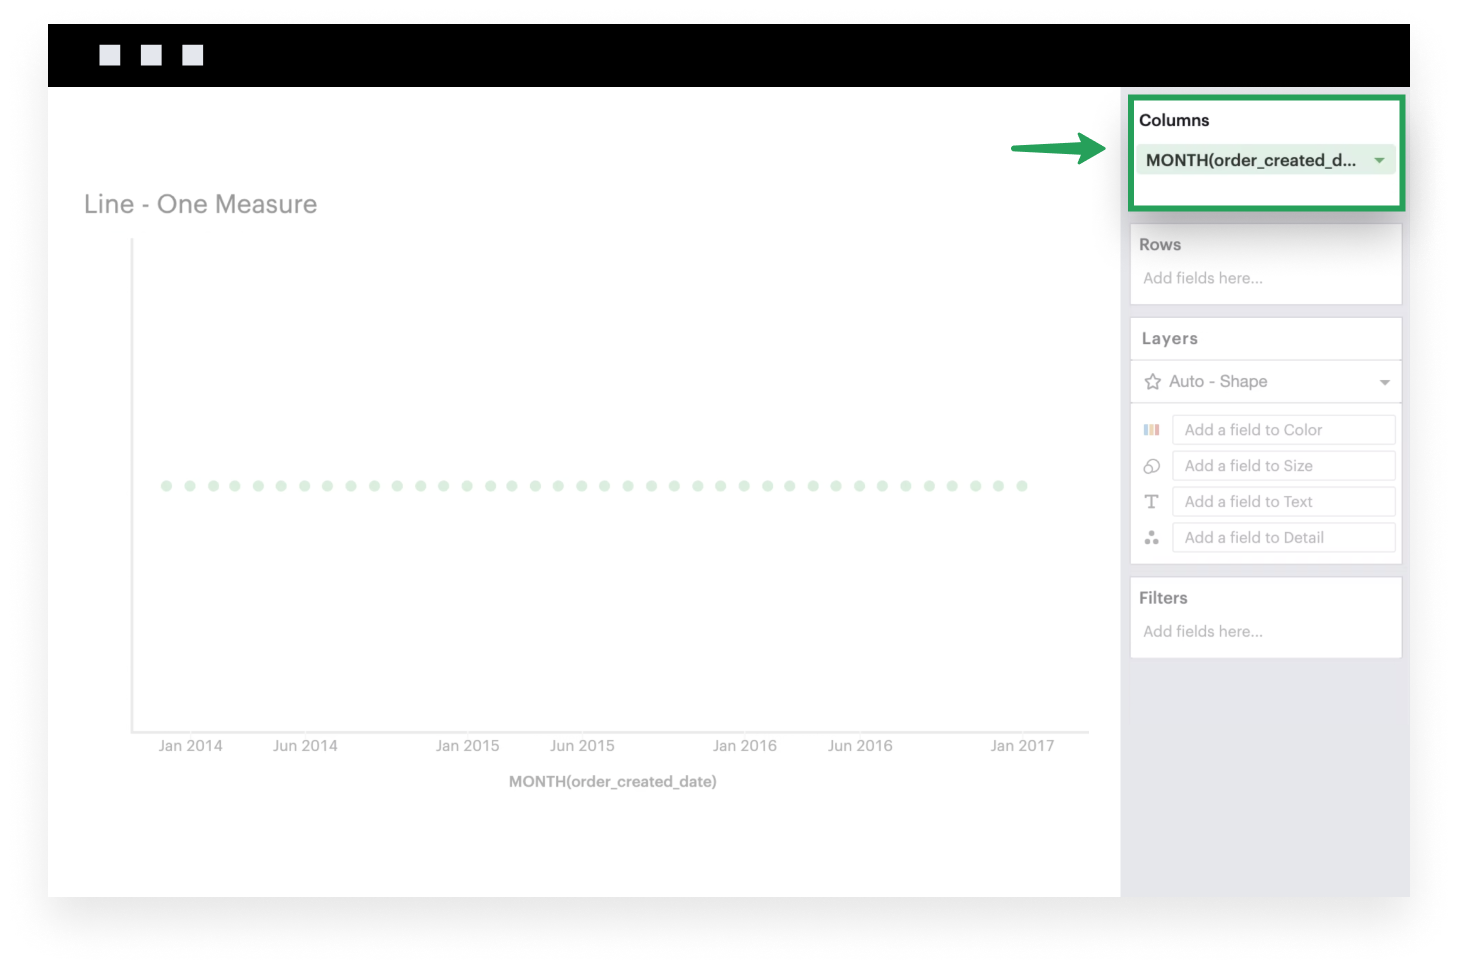 Columns
MONTH(order_created_d...
Line - One Measure
Rows
Add fields here...
Layers
Auto - Shape
Add a field to Color
Add a field to Size
T Add a field to Text
Add a field to Detail
Filters
Add fields here...
Jan 2014 Jun 2014 Jan 2015 Jun 2015 Jan 2016 Jun 2016 Jan 2017
MONTH(order_created_date)